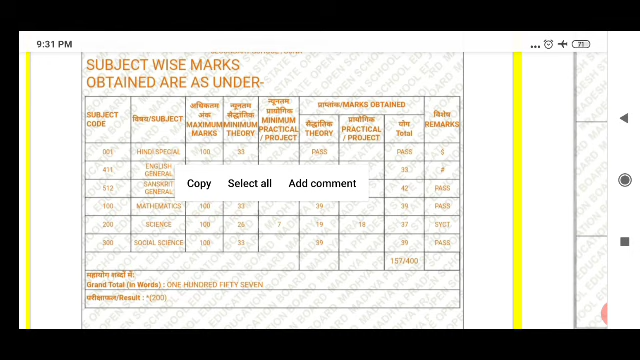 9:31 PM
... 71
SUBJECT WISE MARKS
OBTAINED ARE AS UNDER-
SUBJECT CODE विषय/SUBJECT अधिकतम अंक MAXIMUM MARKS न्यूनतम सैद्धांतिक MINIMUM THEORY न्यूनतम प्रायोगिक MINIMUM PRACTICAL / PROJECT प्राप्तांक/MARKS OBTAINED सैद्धांतिक THEORY प्रायोगिक PRACTICAL / PROJECT योग Total विशेष REMARKS
001 HINDI SPECIAL 100 33 PASS PASS $
411 ENGLISH GENERAL 33 #
512 SANSKRIT GENERAL 42 PASS
Copy Select all Add comment
100 MATHEMATICS 100 33 39 39 PASS
200 SCIENCE 100 26 7 19 18 37 SYCT
300 SOCIAL SCIENCE 100 33 39 39 PASS
157/400
महायोग शब्दों में:
Grand Total (in Words) : ONE HUNDRED FIFTY SEVEN
परीक्षाफल/Result : ^(200)